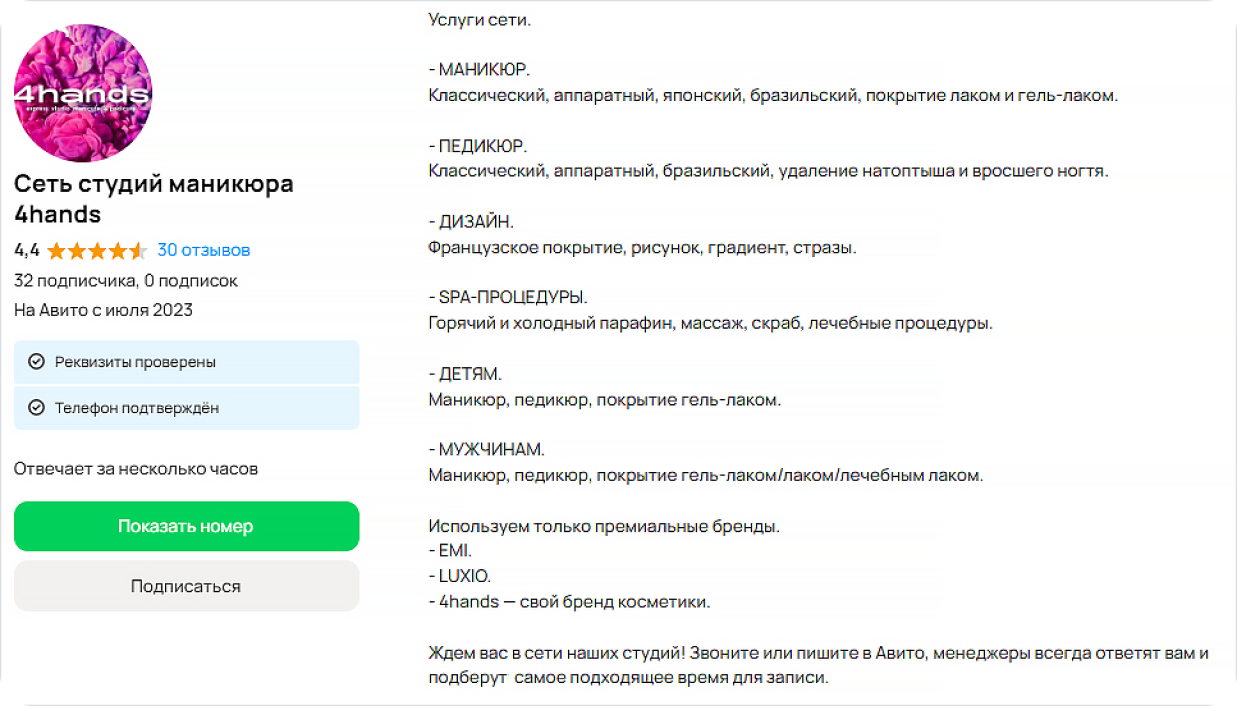 4hands
Сеть студий маникюра
4hands
4,4 30 отзывов
32 подписчика, 0 подписок
На Авито с июля 2023
Реквизиты проверены
Телефон подтверждён
Отвечает за несколько часов
Показать номер
Подписаться
Услуги сети.
- МАНИКЮР.
Классический, аппаратный, японский, бразильский, покрытие лаком и гель-лаком.
- ПЕДИКЮР.
Классический, аппаратный, бразильский, удаление натоптыша и вросшего ногтя.
- ДИЗАЙН.
Французское покрытие, рисунок, градиент, стразы.
- SPA-ПРОЦЕДУРЫ.
Горячий и холодный парафин, массаж, скраб, лечебные процедуры.
- ДЕТЯМ.
Маникюр, педикюр, покрытие гель-лаком.
- МУЖЧИНАМ.
Маникюр, педикюр, покрытие гель-лаком/лаком/лечебным лаком.
Используем только премиальные бренды.
- EMI.
- LUXIO.
- 4hands — свой бренд косметики.
Ждем вас в сети наших студий! Звоните или пишите в Авито, менеджеры всегда ответят вам и
подберут самое подходящее время для записи.